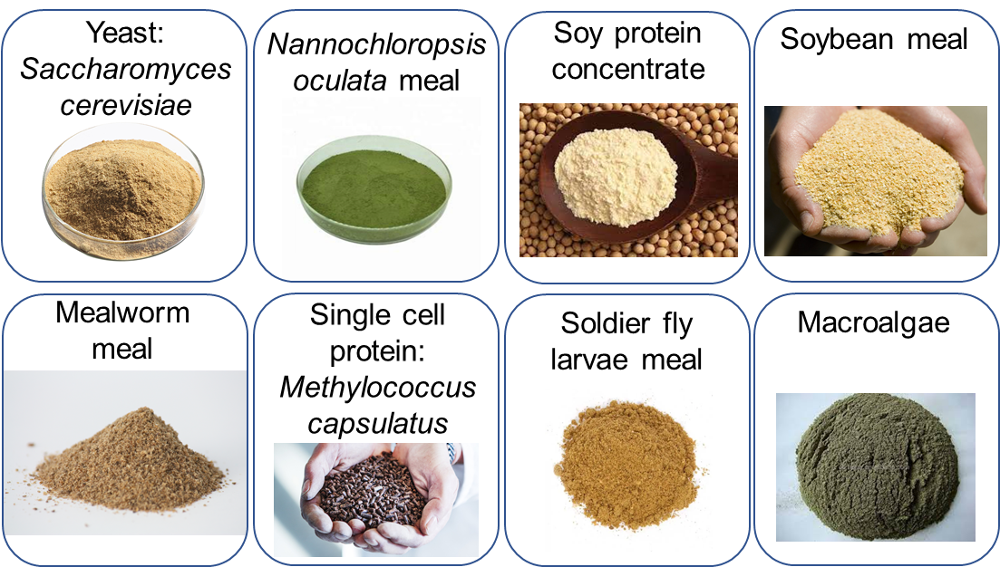 Yeast:
Saccharomyces
cerevisiae
Nannochloropsis
oculata meal
Soy protein
concentrate
Soybean meal
Mealworm
meal
Single cell
protein:
Methylococcus
capsulatus
Soldier fly
larvae meal
Macroalgae